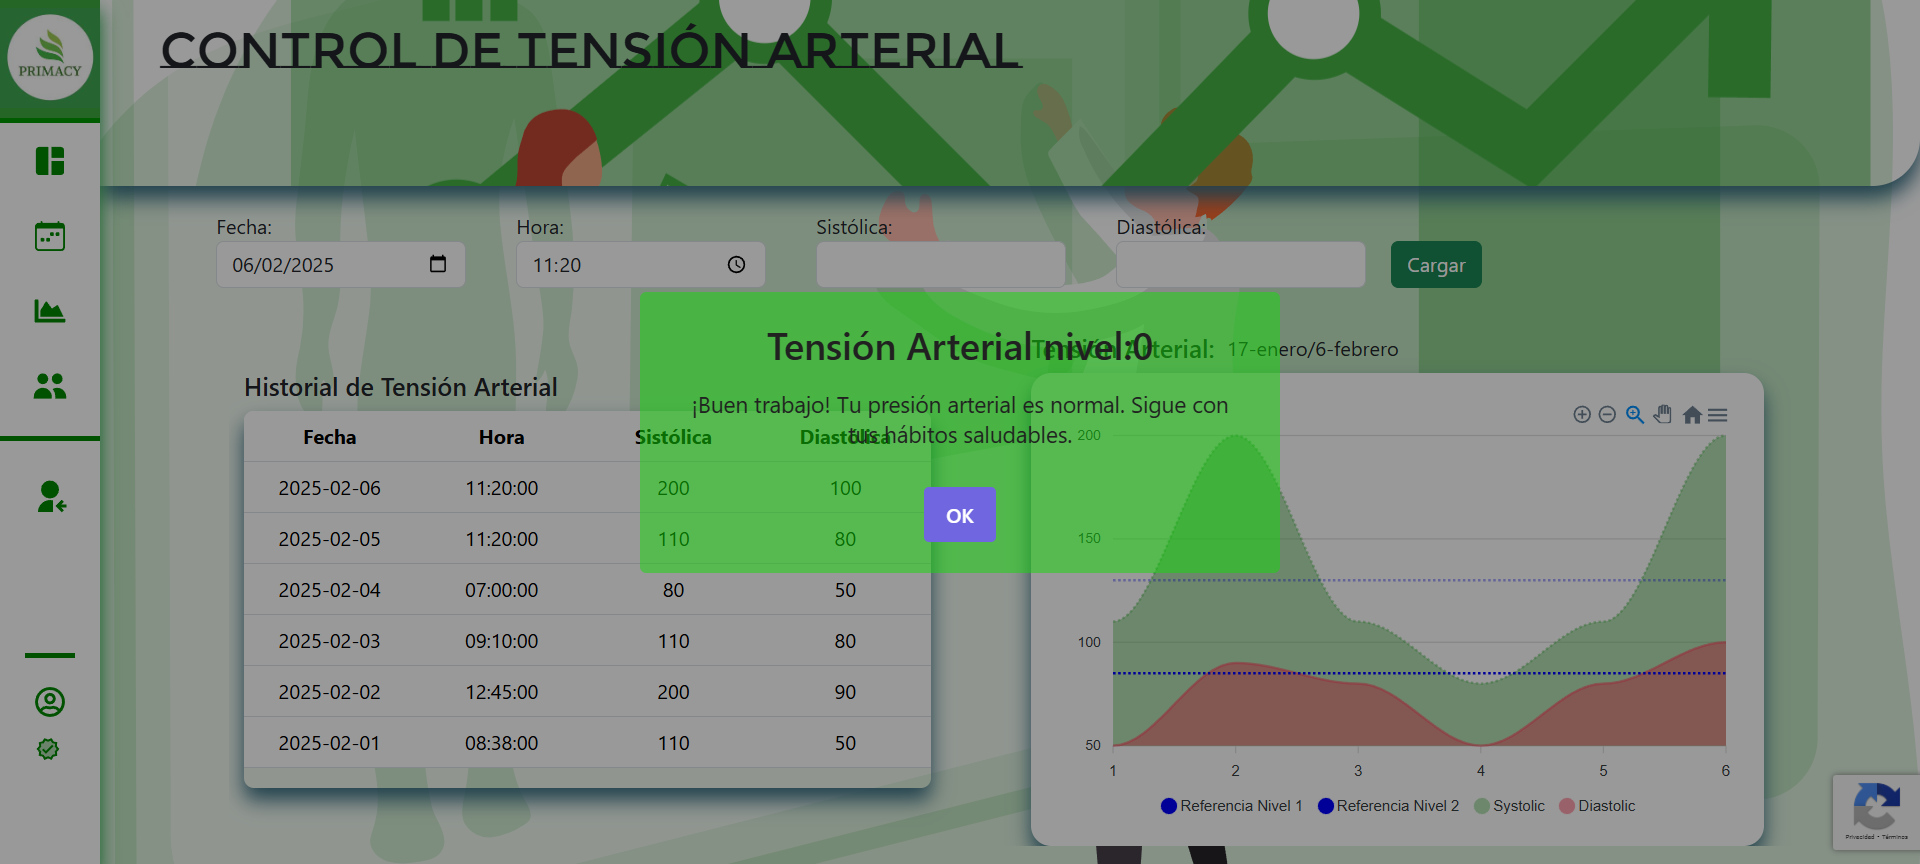 PRIMACY
CONTROL DE TENSIÓN ARTERIAL
Fecha: Hora: Sistólica: Diastólica:
06/02/2025 11:20 Cargar
Tensión Arterial nivel:0
¡Buen trabajo! Tu presión arterial es normal. Sigue con
tus hábitos saludables.
OK
Historial de Tensión Arterial
Fecha Hora Sistólica Diastólica
2025-02-06 11:20:00 200 100
2025-02-05 11:20:00 110 80
2025-02-04 07:00:00 80 50
2025-02-03 09:10:00 110 80
2025-02-02 12:45:00 200 90
2025-02-01 08:38:00 110 50
Tensión Arterial: 17-enero/6-febrero
200
150
100
50
1 2 3 4 5 6
Referencia Nivel 1 Referencia Nivel 2 Systolic Diastolic
Privacidad - Términos